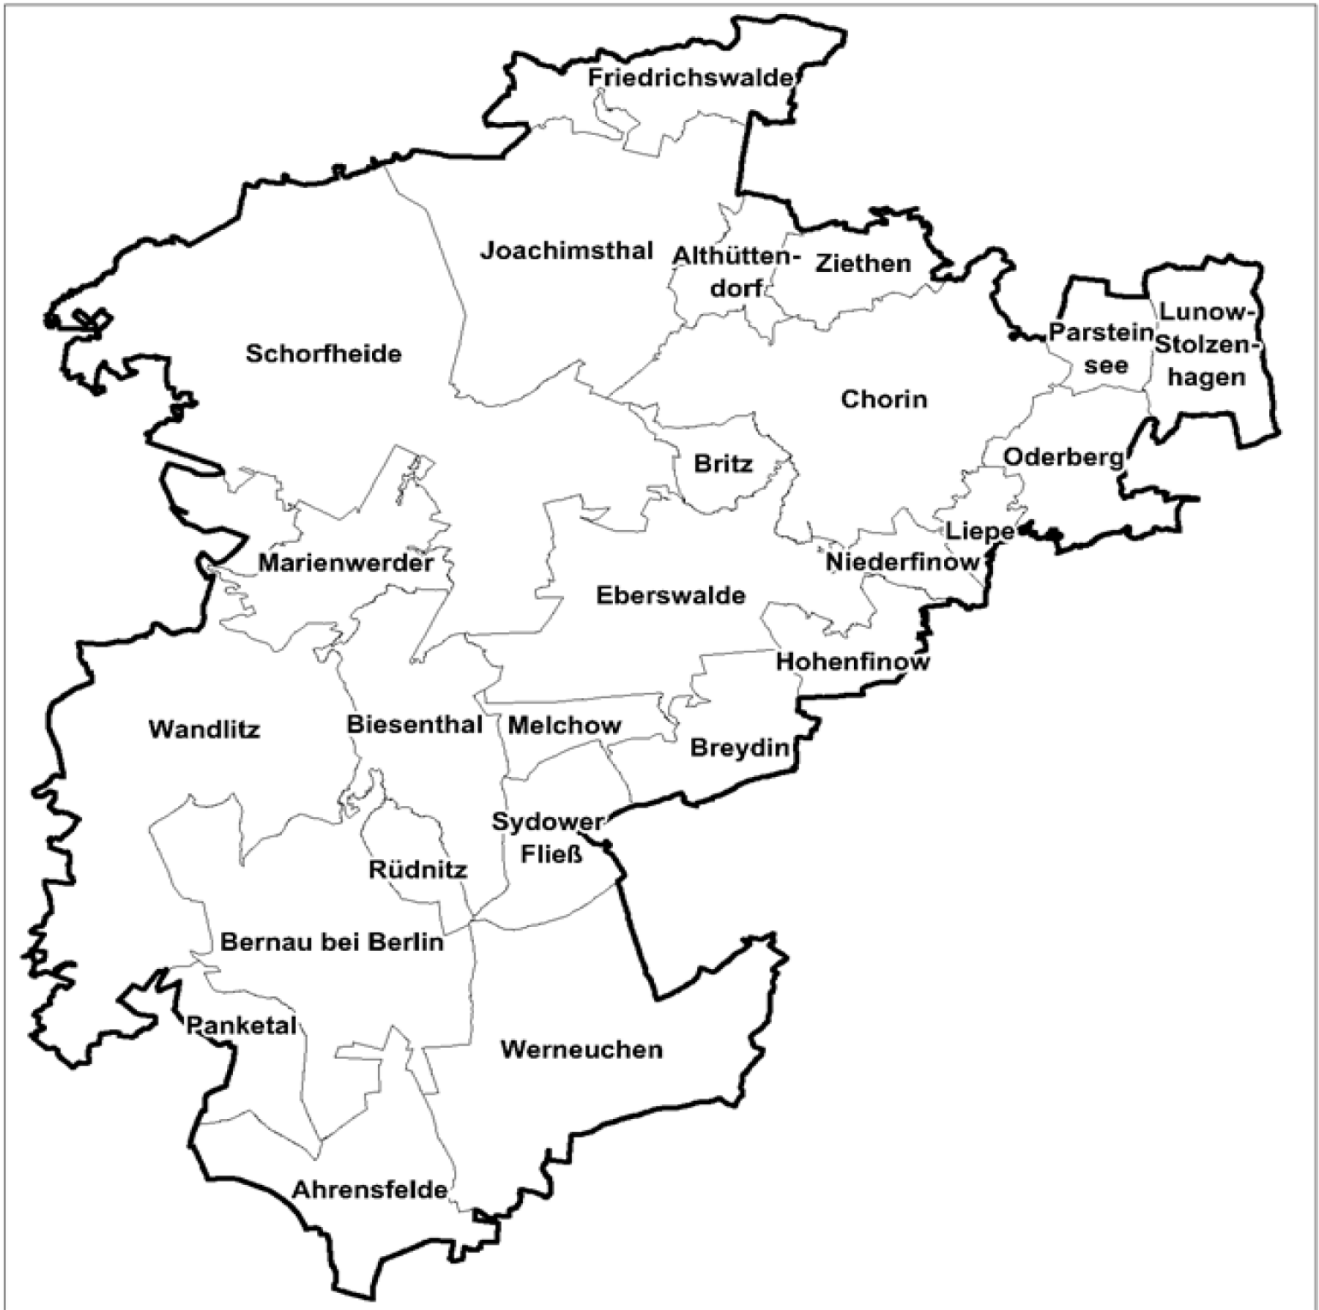 Friedrichswalde
Joachimsthal
Althütten-
dorf
Ziethen
Lunow-
Stolzen-
hagen
Parstein
see
Schorfheide
Chorin
Britz
Oderberg
Liepe
Marienwerder
Niederfinow
Eberswalde
Hohenfinow
Wandlitz
Biesenthal
Melchow
Breydin
Sydower
Fließ
Rüdnitz
Bernau bei Berlin
Panketal
Werneuchen
Ahrensfelde